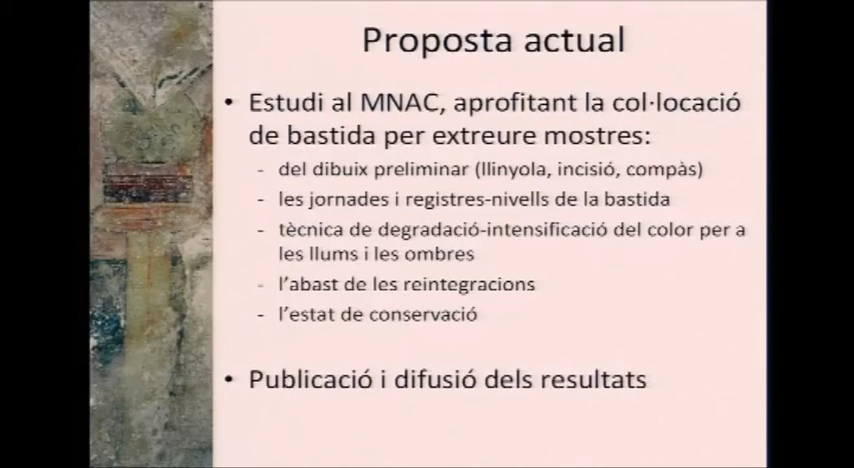 Proposta actual
• Estudi al MNAC, aprofitant la col·locació
de bastida per extreure mostres:
- del dibuix preliminar (llinyola, incisió, compàs)
- les jornades i registres-nivells de la bastida
- tècnica de degradació-intensificació del color per a
les llums i les ombres
- l'abast de les reintegracions
- l'estat de conservació
• Publicació i difusió dels resultats